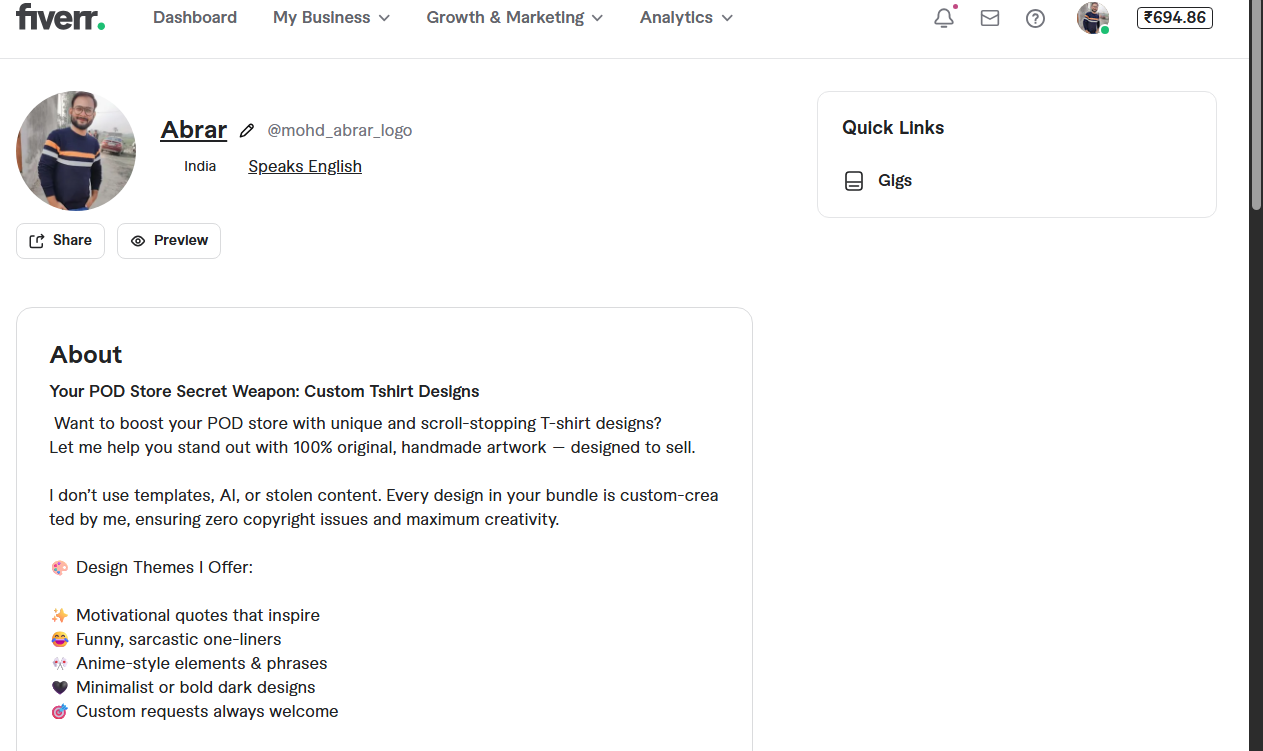 fiverr.
Dashboard
My Business
Growth & Marketing
Analytics
₹694.86
Abrar
@mohd_abrar_logo
India
Speaks English
Share
Preview
Quick Links
Gigs
About
Your POD Store Secret Weapon: Custom Tshirt Designs
Want to boost your POD store with unique and scroll-stopping T-shirt designs?
Let me help you stand out with 100% original, handmade artwork — designed to sell.
I don’t use templates, AI, or stolen content. Every design in your bundle is custom-crea
ted by me, ensuring zero copyright issues and maximum creativity.
🎨 Design Themes I Offer:
✨ Motivational quotes that inspire
😂 Funny, sarcastic one-liners
🎌 Anime-style elements & phrases
🖤 Minimalist or bold dark designs
🎯 Custom requests always welcome